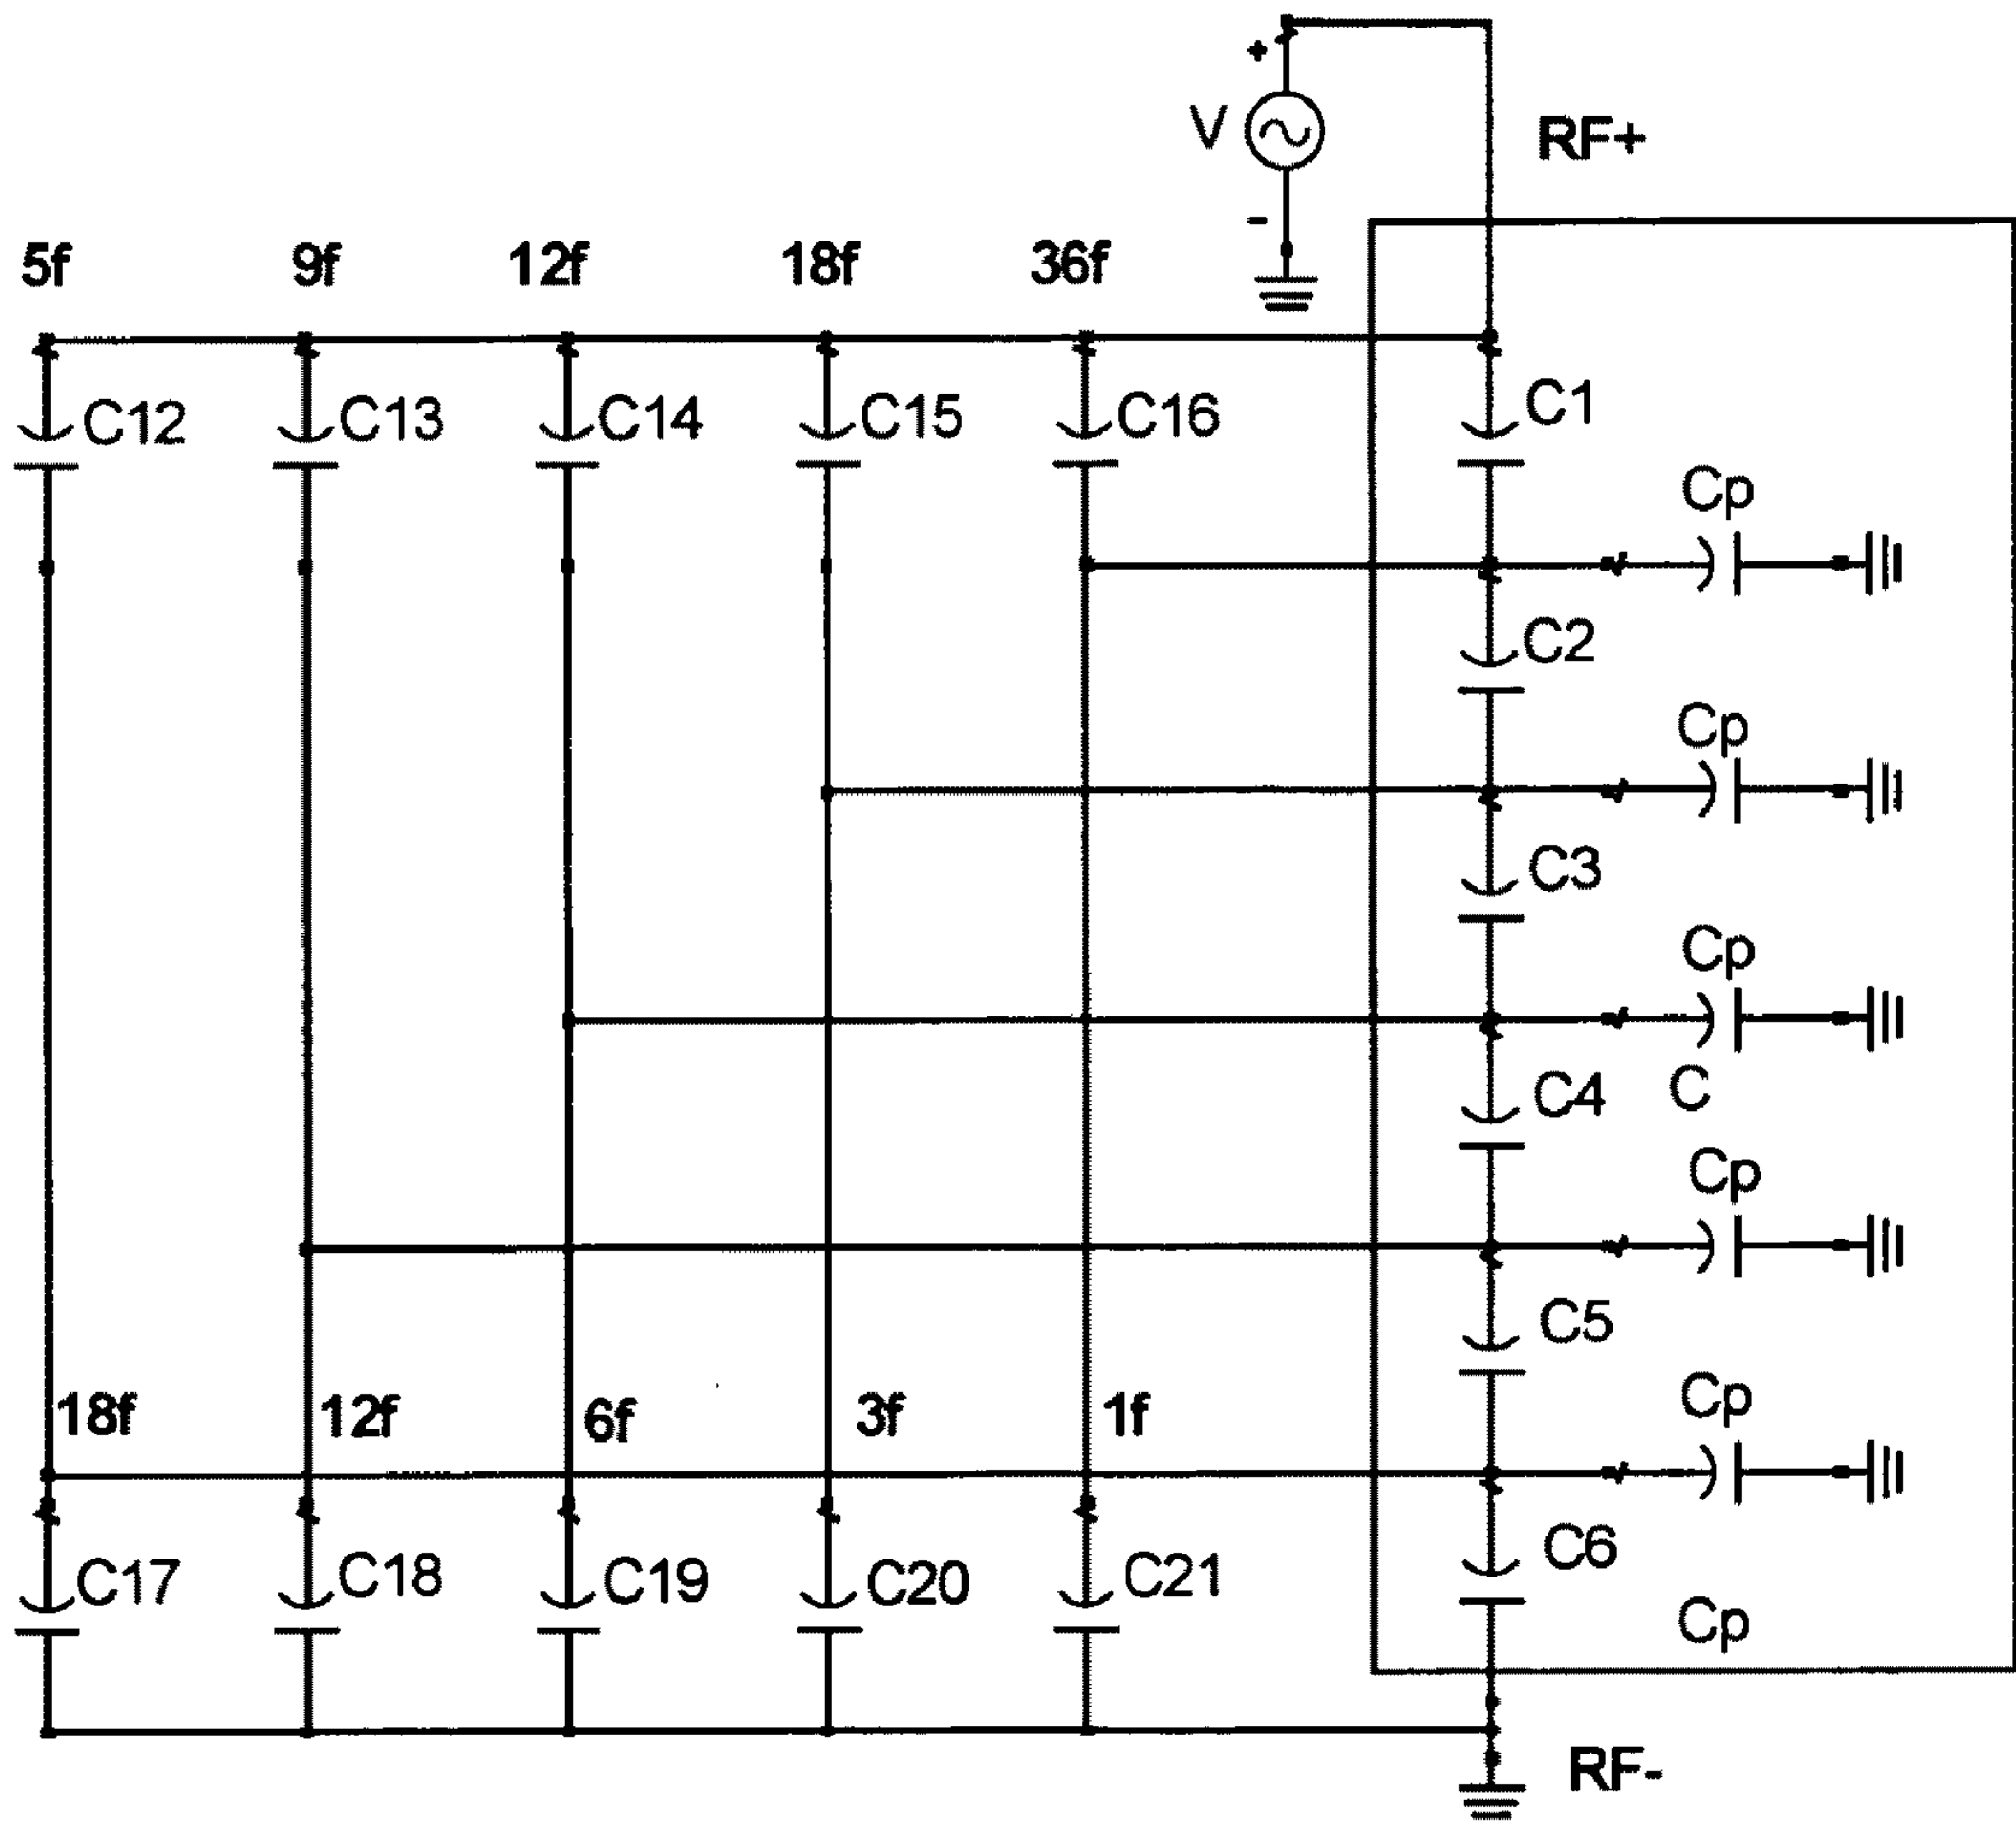 +
V
RF+
-
5f 9f 12f 18f 36f
C12 C13 C14 C15 C16 C1
Cp
C2
Cp
C3
Cp
C4 C
Cp
C5
Cp
18f 12f 6f 3f 1f
C6
C17 C18 C19 C20 C21
Cp
RF-